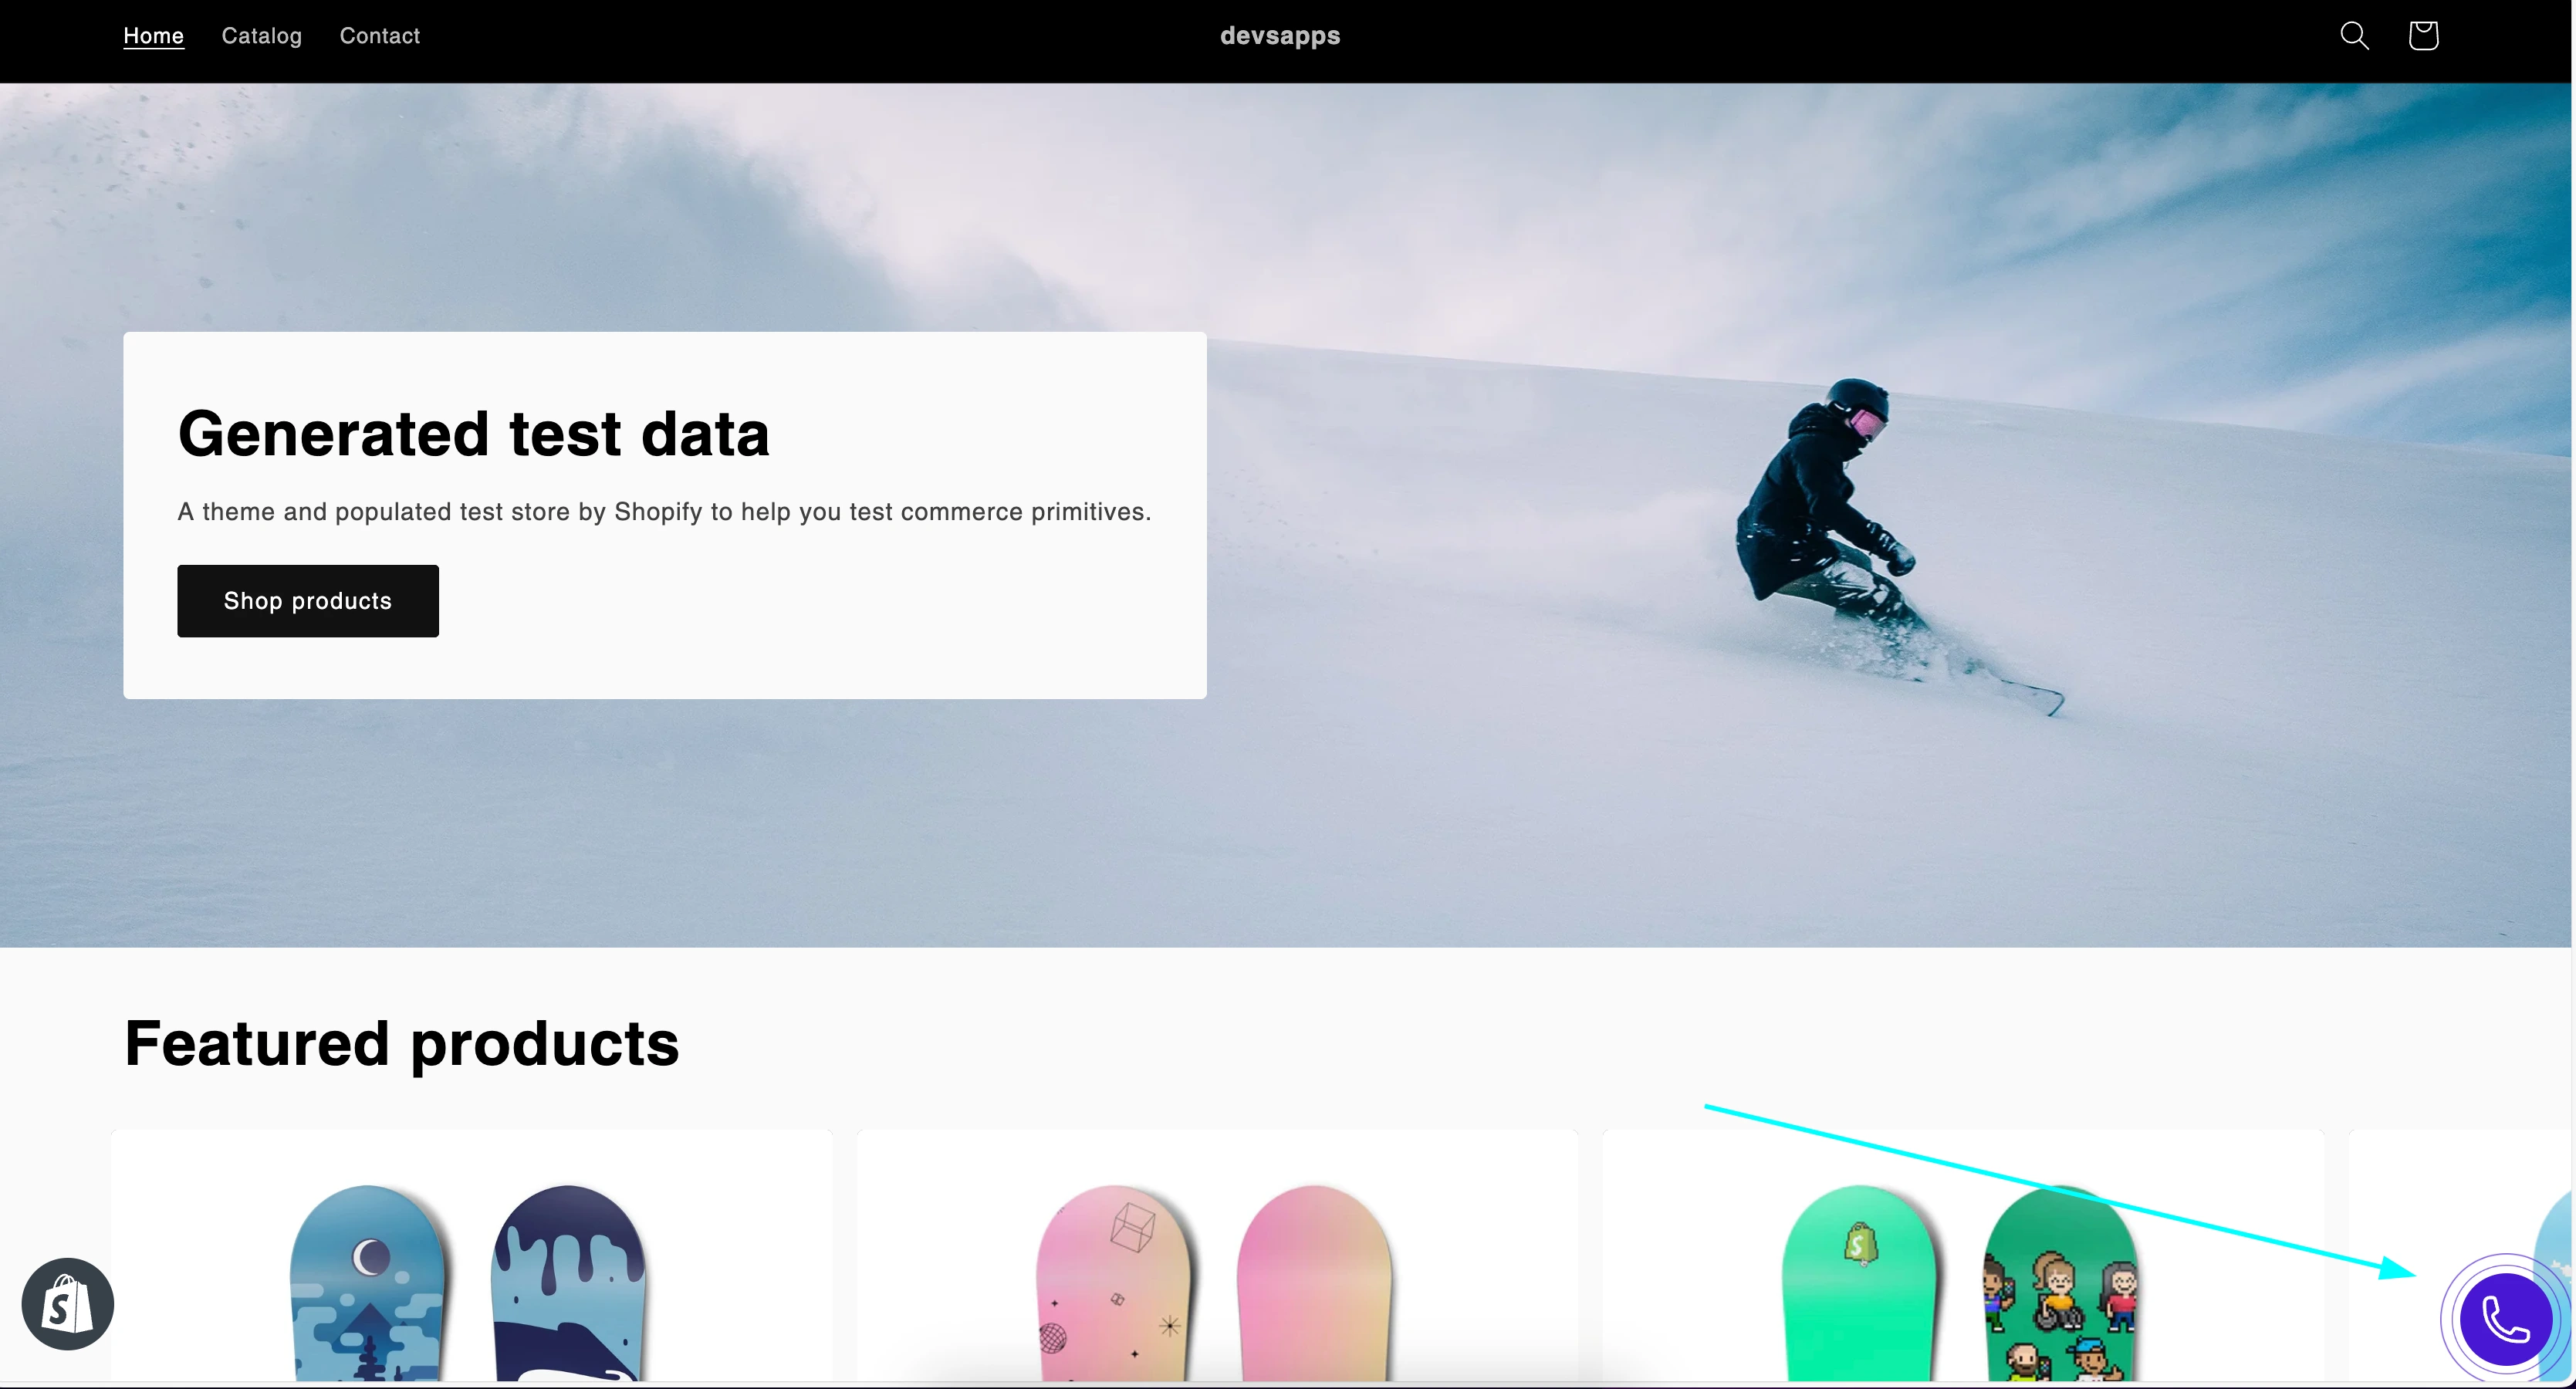 Home Catalog Contact devsapps
Generated test data
A theme and populated test store by Shopify to help you test commerce primitives.
Shop products
Featured products